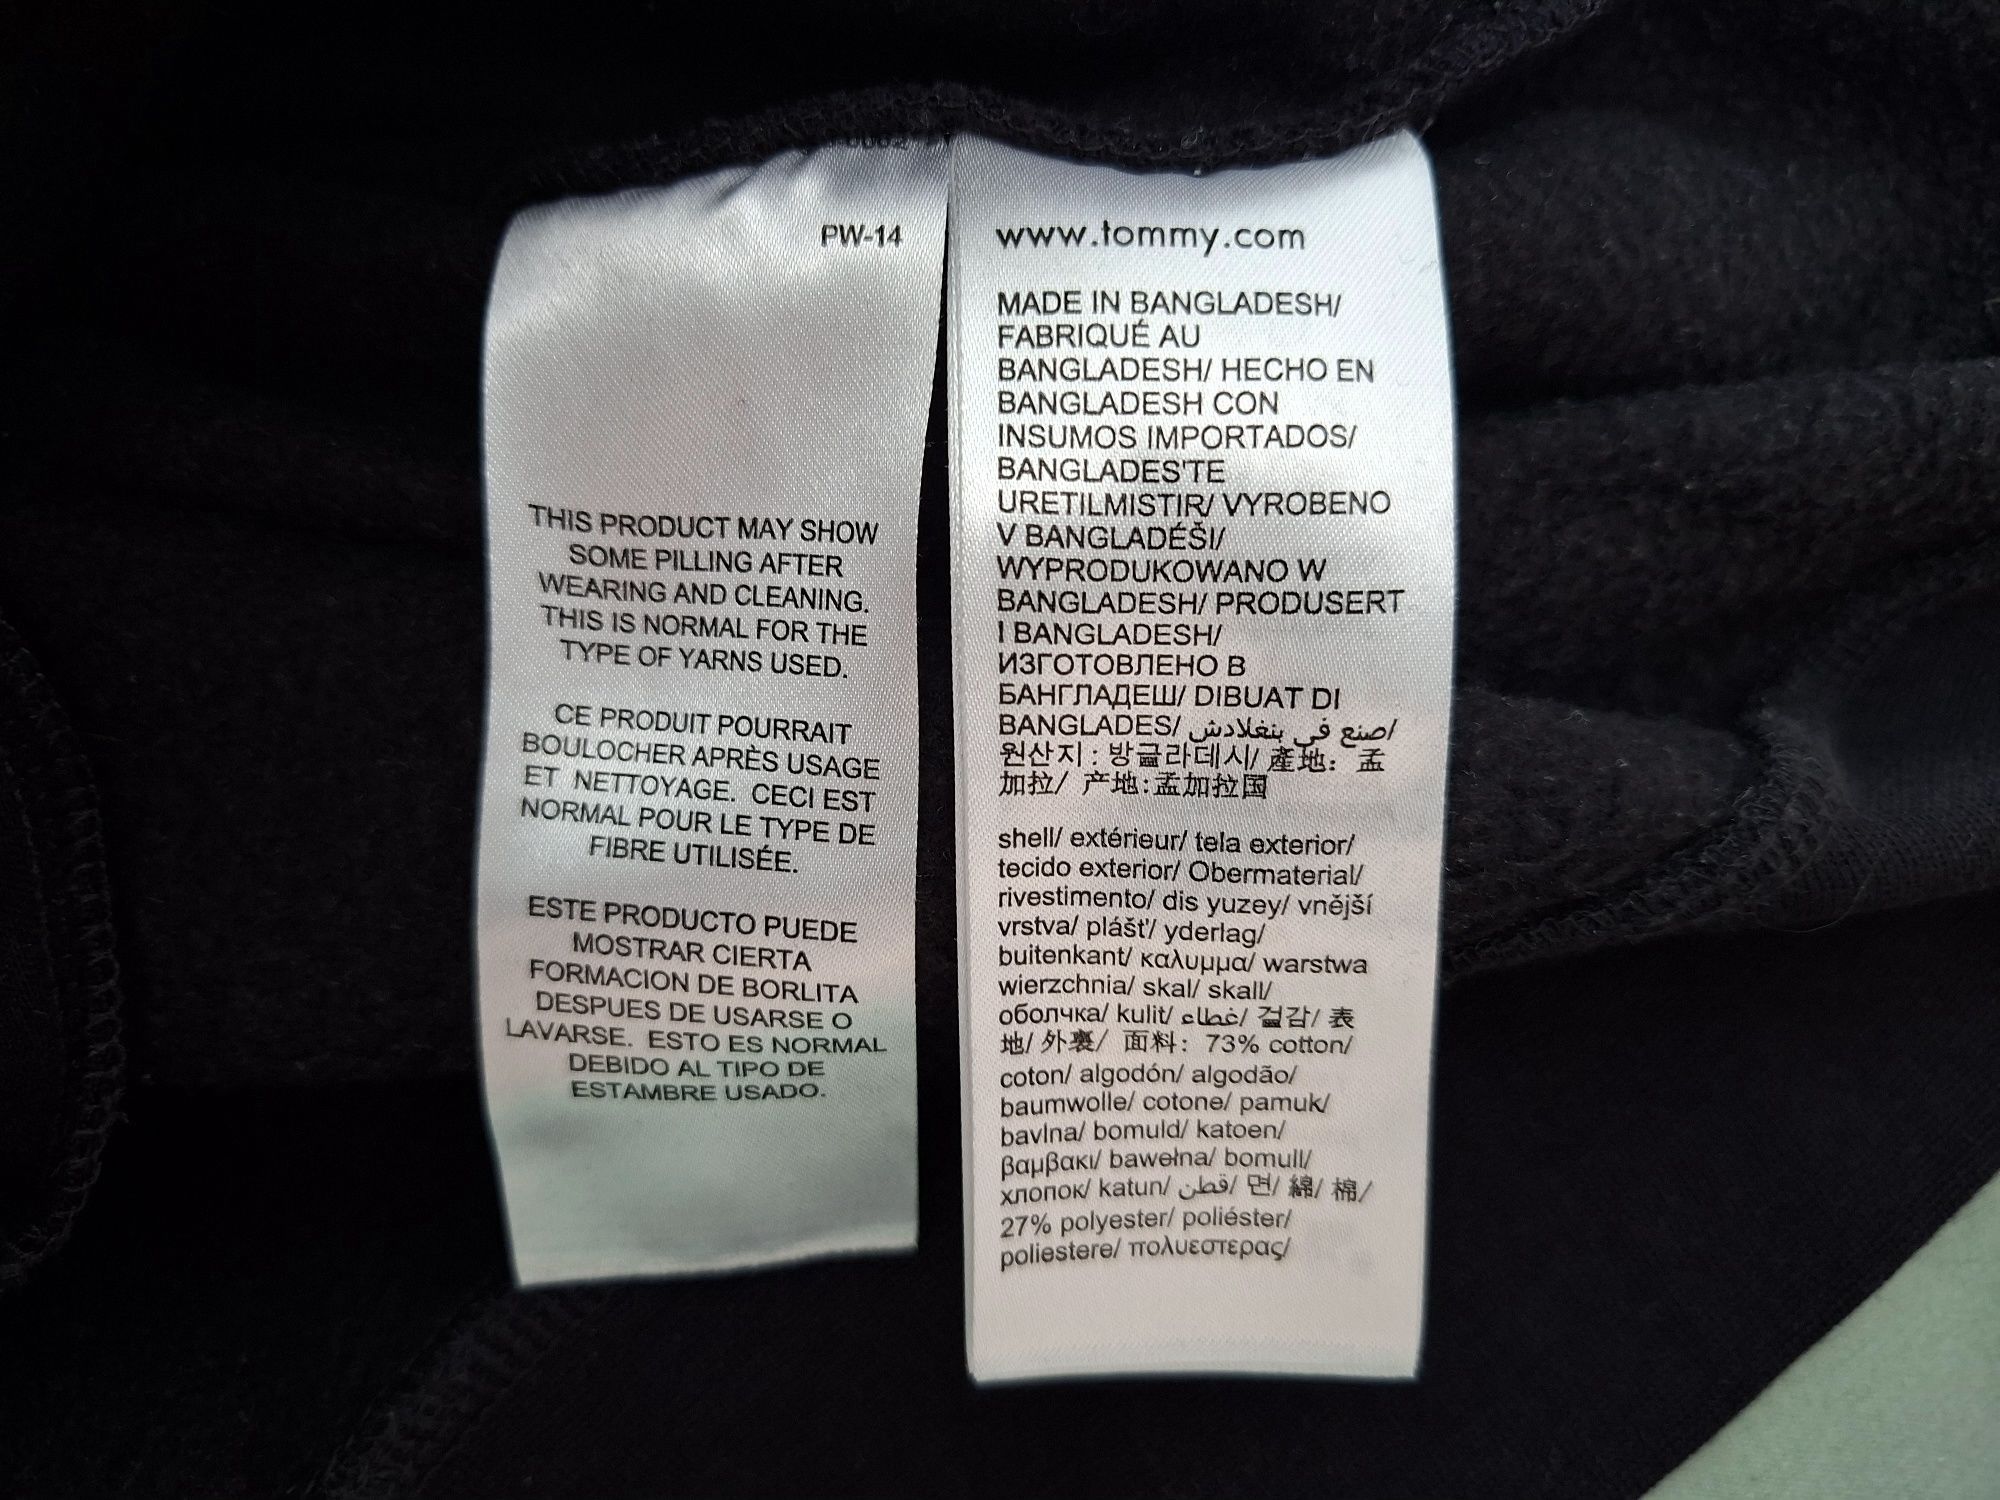 PW-14
THIS PRODUCT MAY SHOW
SOME PILLING AFTER
WEARING AND CLEANING.
THIS IS NORMAL FOR THE
TYPE OF YARNS USED.
CE PRODUIT POURRAIT
BOULOCHER APRÈS USAGE
ET NETTOYAGE. CECI EST
NORMAL POUR LE TYPE DE
FIBRE UTILISÉE.
ESTE PRODUCTO PUEDE
MOSTRAR CIERTA
FORMACION DE BORLITA
DESPUES DE USARSE O
LAVARSE. ESTO ES NORMAL
DEBIDO AL TIPO DE
ESTAMBRE USADO.
www.tommy.com
MADE IN BANGLADESH/
FABRIQUÉ AU
BANGLADESH/ HECHO EN
BANGLADESH CON
INSUMOS IMPORTADOS/
BANGLADES'TE
URETILMISTIR/ VYROBENO
V BANGLADÉŠI/
WYPRODUKOWANO W
BANGLADESH/ PRODUSERT
I BANGLADESH/
ИЗГОТОВЛЕНО В
БАНГЛАДЕШ/ DIBUAT DI
BANGLADES/ صنع في بنغلادش/
원산지 : 방글라데시/ 產地: 孟
加拉/ 产地:孟加拉国
shell/ extérieur/ tela exterior/
tecido exterior/ Obermaterial/
rivestimento/ dis yuzey/ vnější
vrstva/ plášť/ yderlag/
buitenkant/ καλυμμα/ warstwa
wierzchnia/ skal/ skall/
оболчка/ kulit/ غطاء/ 겉감/ 表
地/ 外裏/ 面料: 73% cotton/
coton/ algodón/ algodão/
baumwolle/ cotone/ pamuk/
bavlna/ bomuld/ katoen/
βαμβακι/ bawełna/ bomull/
хлопок/ katun/ قطن/ 면/ 綿/ 棉/
27% polyester/ poliéster/
poliestere/ πολυεστερας/